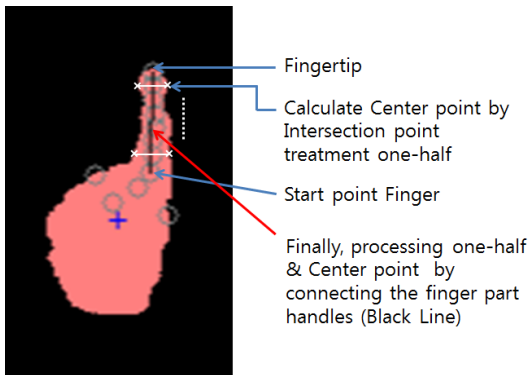 Fingertip
Calculate Center point by
Intersection point
treatment one-half
Start point Finger
Finally, processing one-half
& Center point by
connecting the finger part
handles (Black Line)